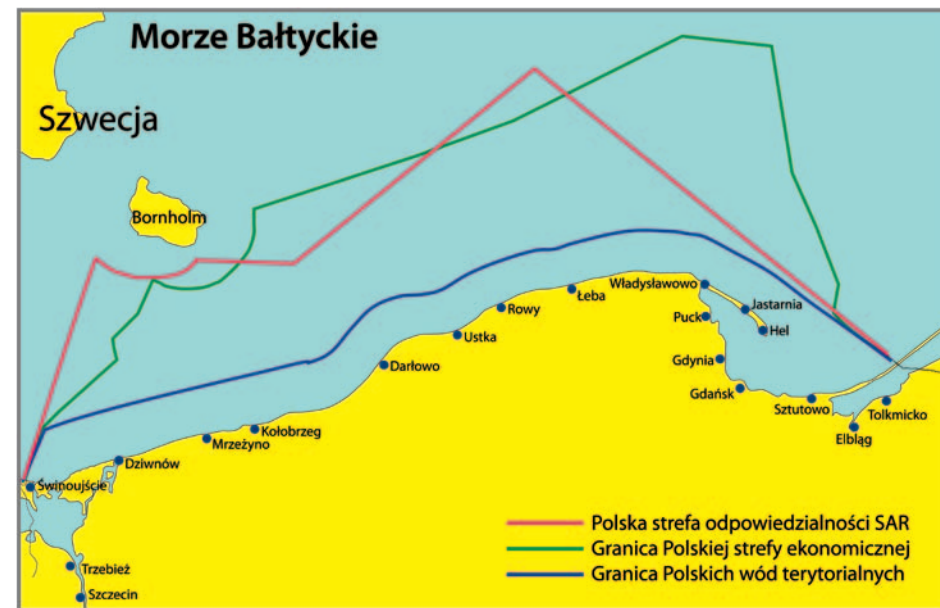 Morze Bałtyckie
Szwecja
Bornholm
Władysławowo
Łeba
Jastarnia
Rowy
Puck
Hel
Ustka
Gdynia
Darłowo
Gdańsk
Sztutowo
Tolkmicko
Elbląg
Kołobrzeg
Mrzeżyno
Dziwnów
Świnoujście
Trzebież
Szczecin
Polska strefa odpowiedzialności SAR
Granica Polskiej strefy ekonomicznej
Granica Polskich wód terytorialnych